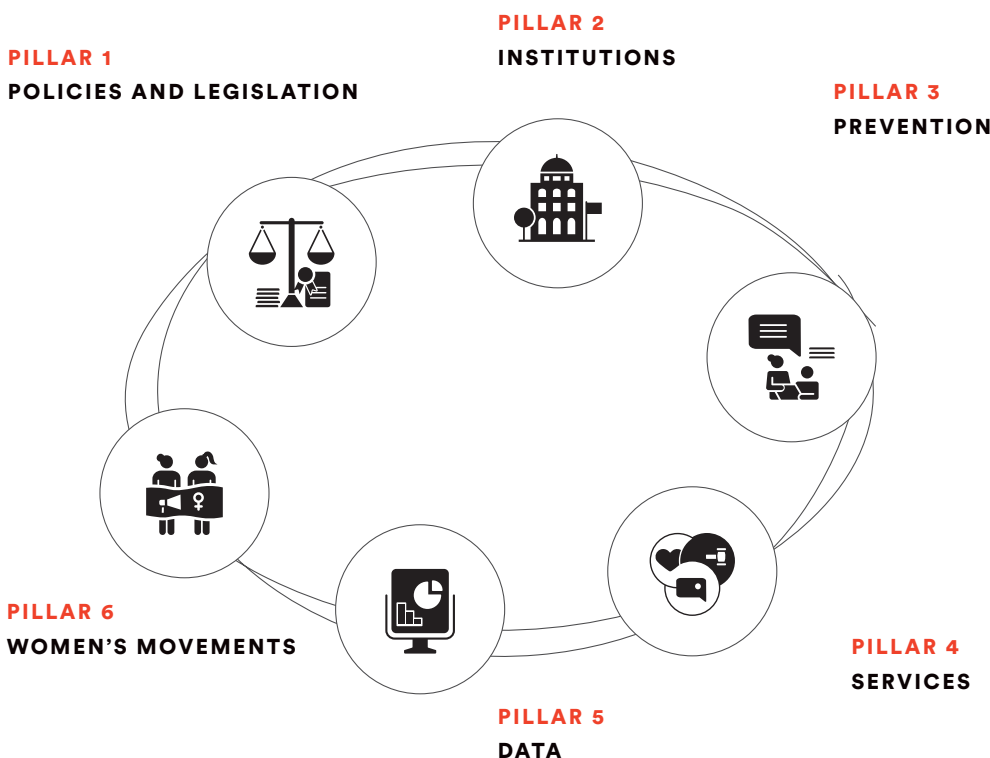 PILLAR 1
POLICIES AND LEGISLATION
PILLAR 2
INSTITUTIONS
PILLAR 3
PREVENTION
PILLAR 4
SERVICES
PILLAR 5
DATA
PILLAR 6
WOMEN’S MOVEMENTS